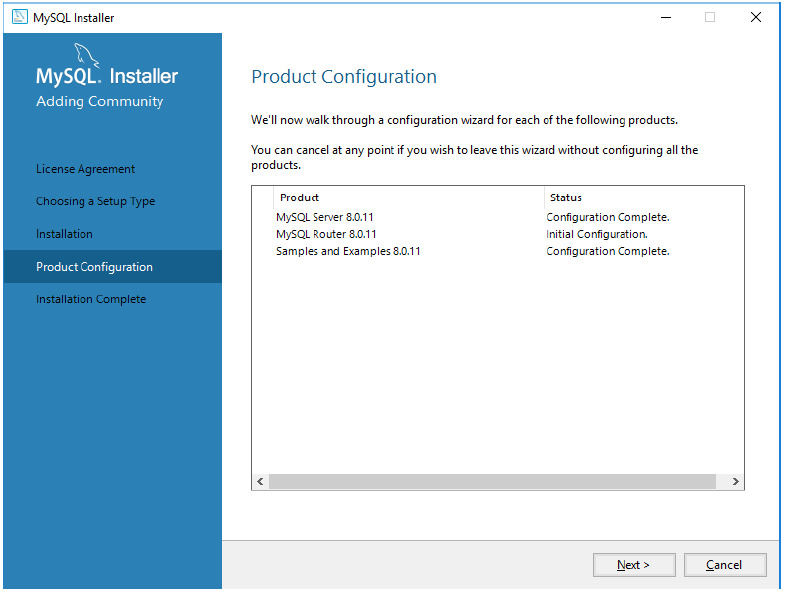 MySQL Installer
MySQL. Installer
Adding Community
License Agreement
Choosing a Setup Type
Installation
Product Configuration
Installation Complete
Product Configuration
We'll now walk through a configuration wizard for each of the following products.
You can cancel at any point if you wish to leave this wizard without configuring all the
products.
Product Status
MySQL Server 8.0.11 Configuration Complete.
MySQL Router 8.0.11 Initial Configuration.
Samples and Examples 8.0.11 Configuration Complete.
Next > Cancel